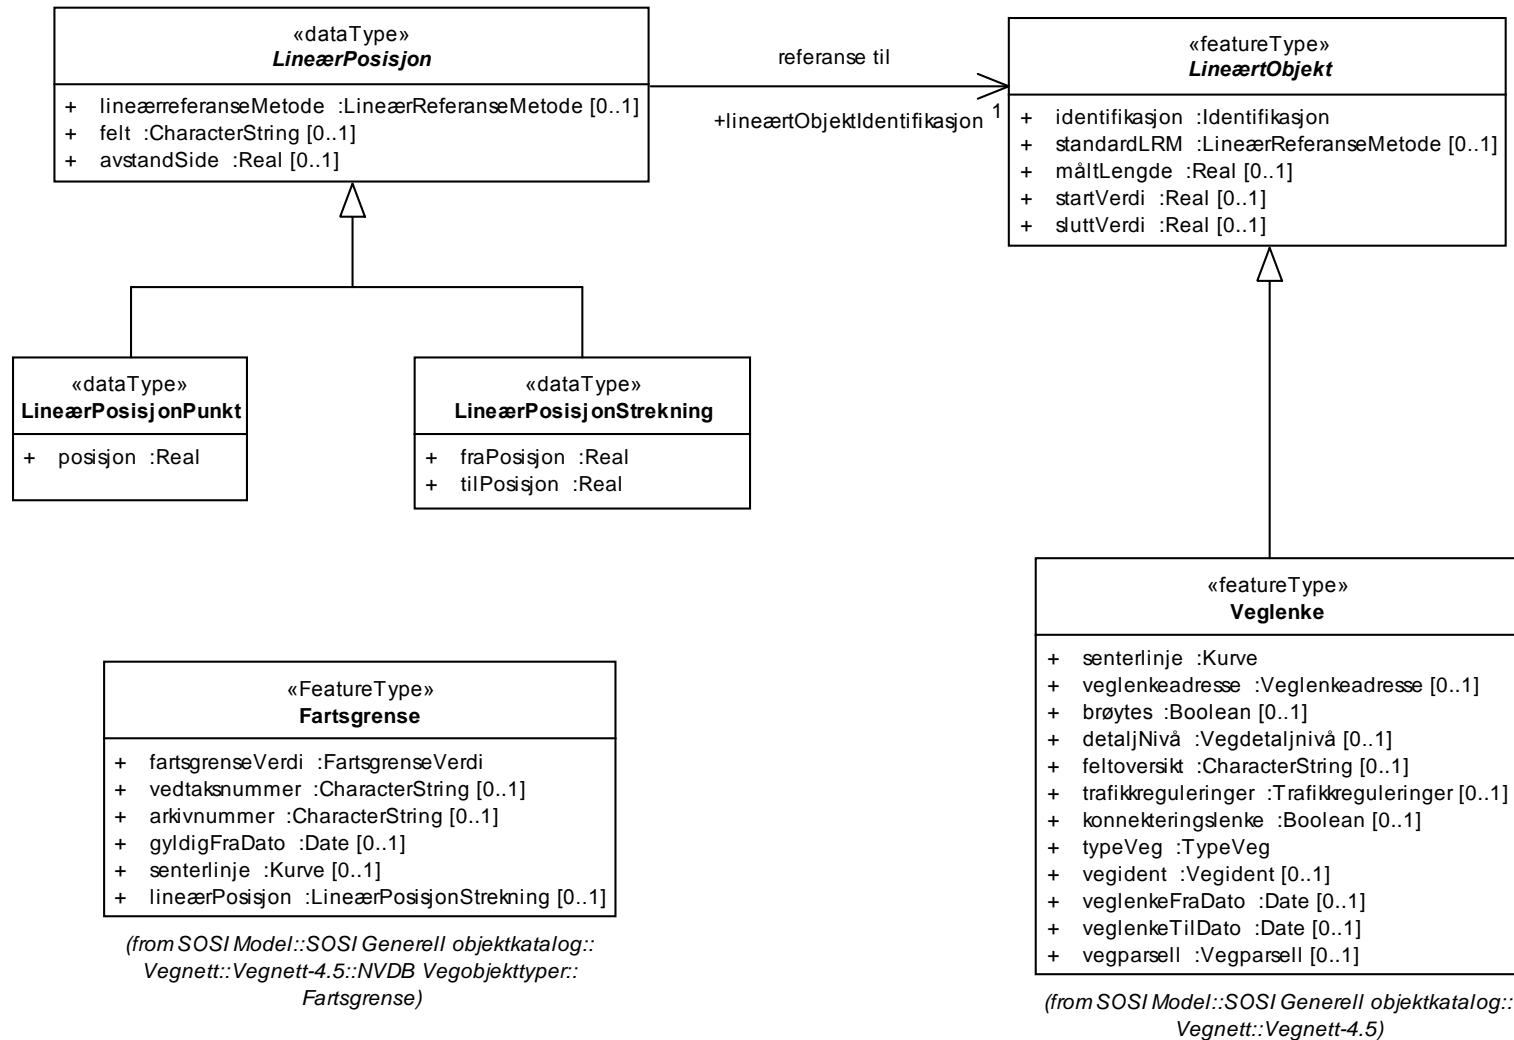 «dataType»
LineærPosisjon
+ lineærreferanseMetode :LineærReferanseMetode [0..1]
+ felt :CharacterString [0..1]
+ avstandSide :Real [0..1]
referanse til
+lineærtObjektIdentifikasjon 1
«featureType»
LineærtObjekt
+ identifikasjon :Identifikasjon
+ standardLRM :LineærReferanseMetode [0..1]
+ måltLengde :Real [0..1]
+ startVerdi :Real [0..1]
+ sluttVerdi :Real [0..1]
«dataType»
LineærPosisjonPunkt
+ posisjon :Real
«dataType»
LineærPosisjonStrekning
+ fraPosisjon :Real
+ tilPosisjon :Real
«FeatureType»
Fartsgrense
+ fartsgrenseVerdi :FartsgrenseVerdi
+ vedtaksnummer :CharacterString [0..1]
+ arkivnummer :CharacterString [0..1]
+ gyldigFraDato :Date [0..1]
+ senterlinje :Kurve [0..1]
+ lineærPosisjon :LineærPosisjonStrekning [0..1]
(from SOSI Model::SOSI Generell objektkatalog::
Vegnett::Vegnett-4.5::NVDB Vegobjekttyper::
Fartsgrense)
«featureType»
Veglenke
+ senterlinje :Kurve
+ veglenkeadresse :Veglenkeadresse [0..1]
+ brøytes :Boolean [0..1]
+ detaljNivå :Vegdetaljnivå [0..1]
+ feltoversikt :CharacterString [0..1]
+ trafikkreguleringer :Trafikkreguleringer [0..1]
+ konnekteringslenke :Boolean [0..1]
+ typeVeg :TypeVeg
+ vegident :Vegident [0..1]
+ veglenkeFraDato :Date [0..1]
+ veglenkeTilDato :Date [0..1]
+ vegparsell :Vegparsell [0..1]
(from SOSI Model::SOSI Generell objektkatalog::
Vegnett::Vegnett-4.5)